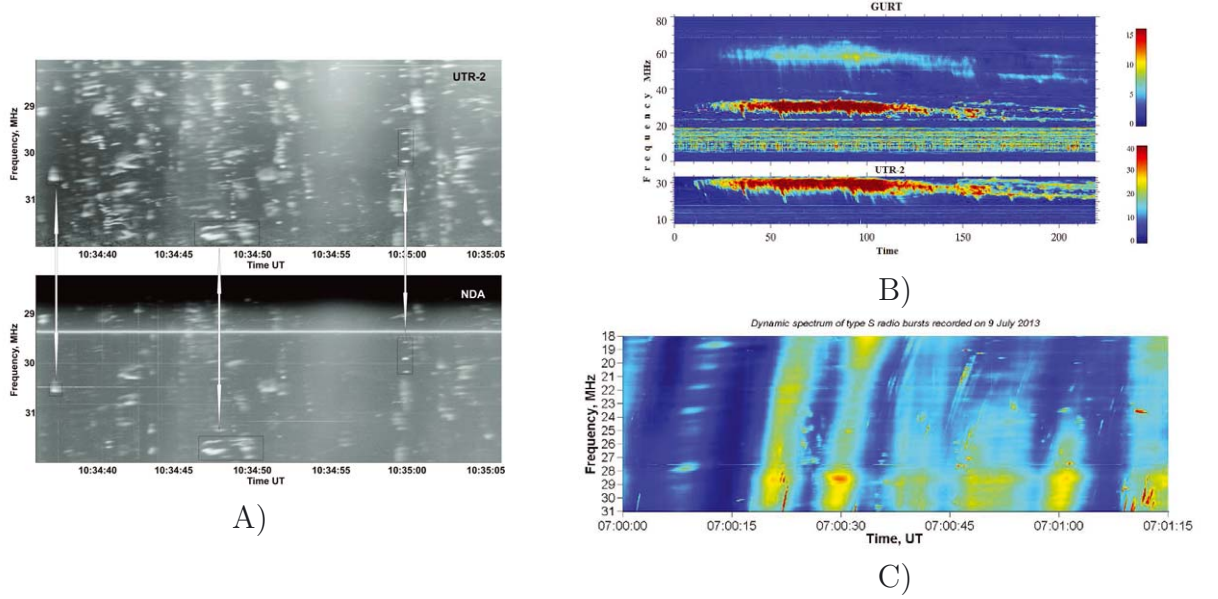 UTR-2
Frequency, MHz
29
30
31
10:34:40 10:34:45 10:34:50 10:34:55 10:35:00 10:35:05
Time UT
NDA
Frequency, MHz
29
30
31
10:34:40 10:34:45 10:34:50 10:34:55 10:35:00 10:35:05
Time UT
A)
GURT
Frequency MHz
80
60
40
20
0
15
10
5
0
UTR-2
30
20
10
40
30
20
10
0
0 50 100 150 200
Time
B)
Dynamic spectrum of type S radio bursts recorded on 9 July 2013
Frequency, MHz
18
19
20
21
22
23
24
25
26
27
28
29
30
31
07:00:00 07:00:15 07:00:30 07:00:45 07:01:00 07:01:15
Time, UT
C)